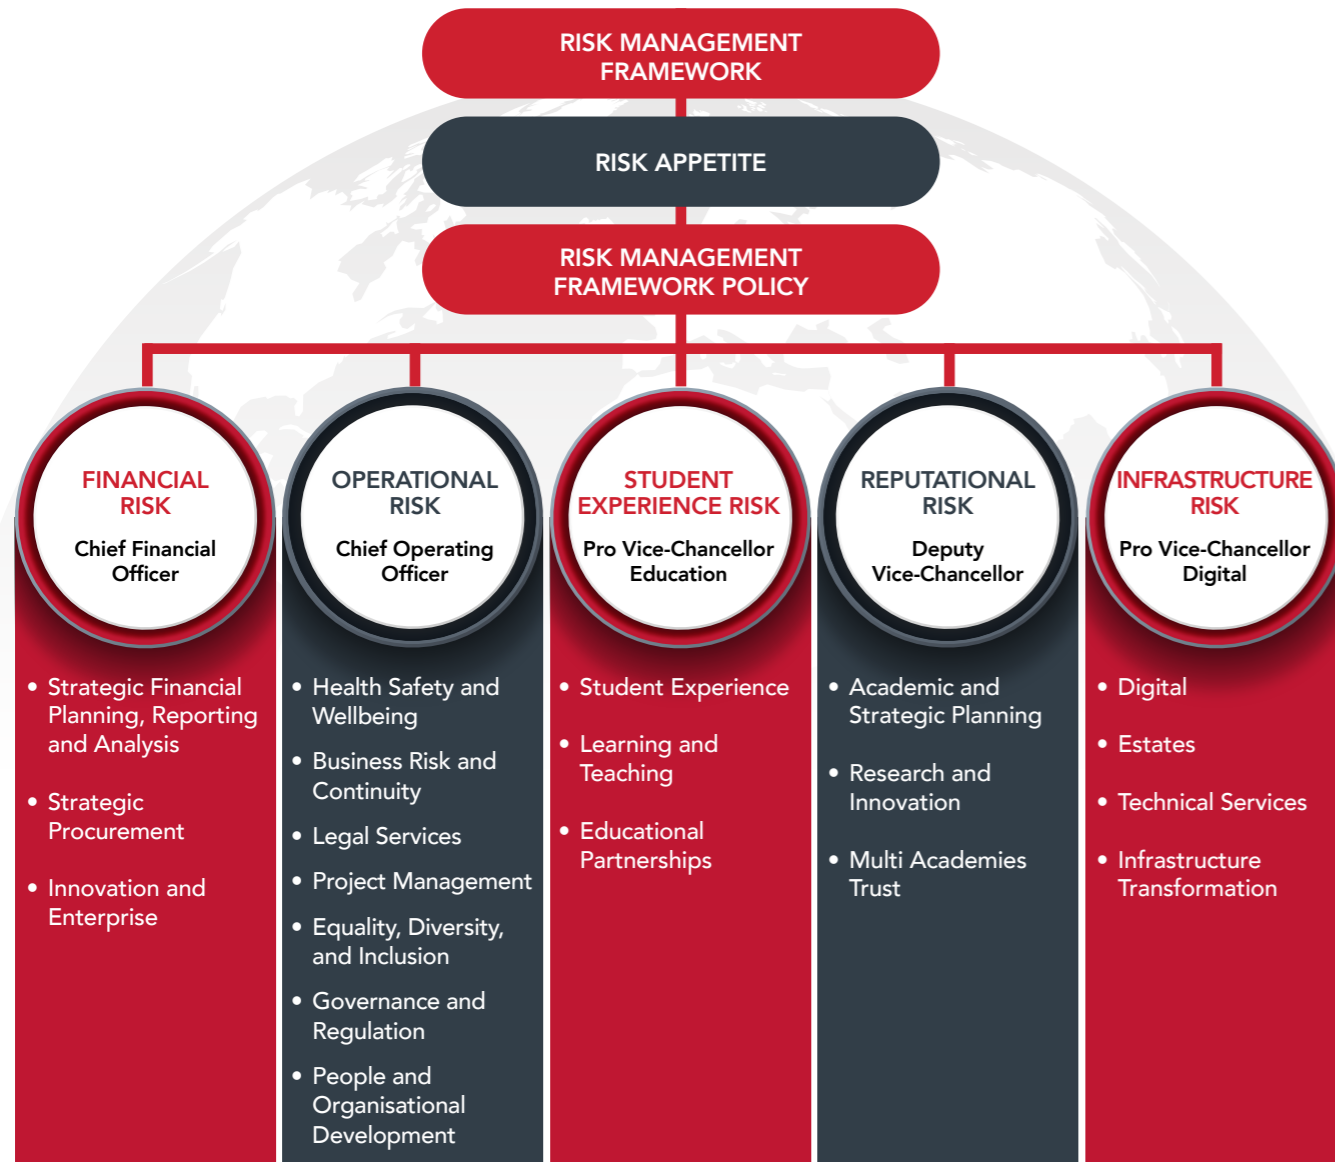 RISK MANAGEMENT
FRAMEWORK
RISK APPETITE
RISK MANAGEMENT
FRAMEWORK POLICY
FINANCIAL
RISK
Chief Financial
Officer
• Strategic Financial
Planning, Reporting
and Analysis
• Strategic
Procurement
• Innovation and
Enterprise
OPERATIONAL
RISK
Chief Operating
Officer
• Health Safety and
Wellbeing
• Business Risk and
Continuity
• Legal Services
• Project Management
• Equality, Diversity,
and Inclusion
• Governance and
Regulation
• People and
Organisational
Development
STUDENT
EXPERIENCE RISK
Pro Vice-Chancellor
Education
• Student Experience
• Learning and
Teaching
• Educational
Partnerships
REPUTATIONAL
RISK
Deputy
Vice-Chancellor
• Academic and
Strategic Planning
• Research and
Innovation
• Multi Academies
Trust
INFRASTRUCTURE
RISK
Pro Vice-Chancellor
Digital
• Digital
• Estates
• Technical Services
• Infrastructure
Transformation